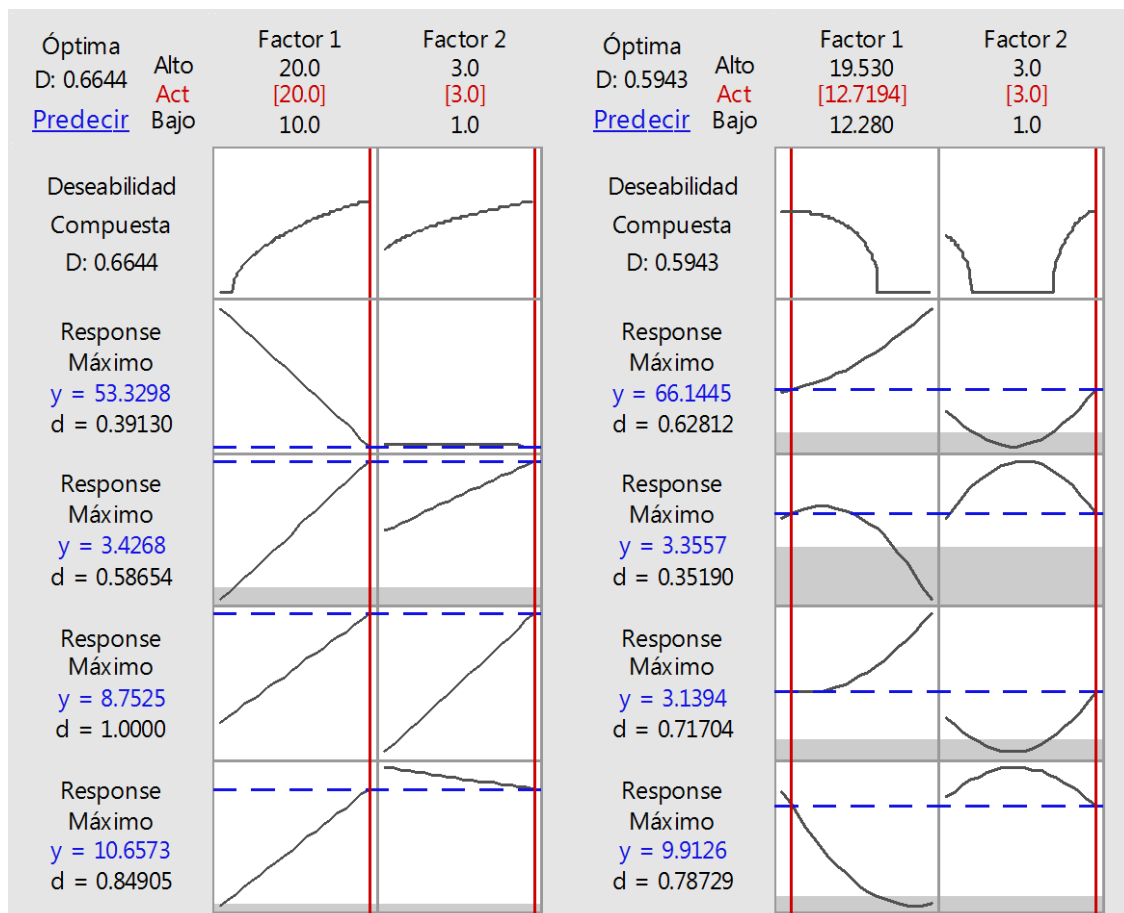 Óptima
D: 0.6644
Predecir
Alto
Act
Bajo
Factor 1
20.0
[20.0]
10.0
Factor 2
3.0
[3.0]
1.0
Deseabilidad
Compuesta
D: 0.6644
Response
Máximo
y = 53.3298
d = 0.39130
Response
Máximo
y = 3.4268
d = 0.58654
Response
Máximo
y = 8.7525
d = 1.0000
Response
Máximo
y = 10.6573
d = 0.84905
Óptima
D: 0.5943
Predecir
Alto
Act
Bajo
Factor 1
19.530
[12.7194]
12.280
Factor 2
3.0
[3.0]
1.0
Deseabilidad
Compuesta
D: 0.5943
Response
Máximo
y = 66.1445
d = 0.62812
Response
Máximo
y = 3.3557
d = 0.35190
Response
Máximo
y = 3.1394
d = 0.71704
Response
Máximo
y = 9.9126
d = 0.78729